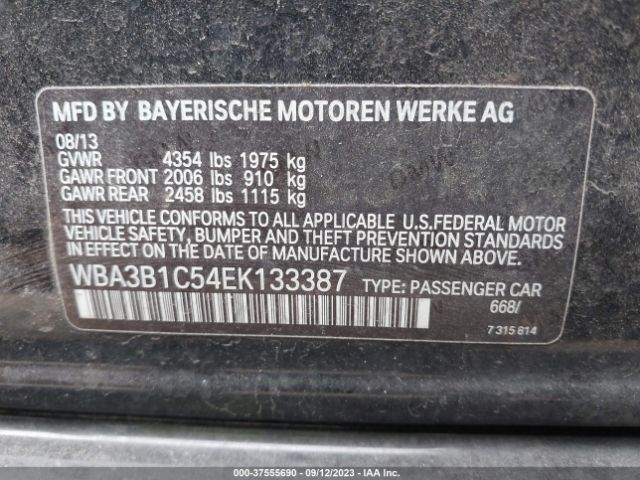 MFD BY BAYERISCHE MOTOREN WERKE AG
08/13
GVWR 4354 lbs 1975 kg
GAWR FRONT 2006 lbs 910 kg
GAWR REAR 2458 lbs 1115 kg
THIS VEHICLE CONFORMS TO ALL APPLICABLE U.S.FEDERAL MOTOR
VEHICLE SAFETY, BUMPER AND THEFT PREVENTION STANDARDS
IN EFFECT ON THE DATE OF MANUFACTURE SHOWN ABOVE.
WBA3B1C54EK133387 TYPE: PASSENGER CAR
668/
7 315 814
000-37555690 - 09/12/2023 - IAA Inc.